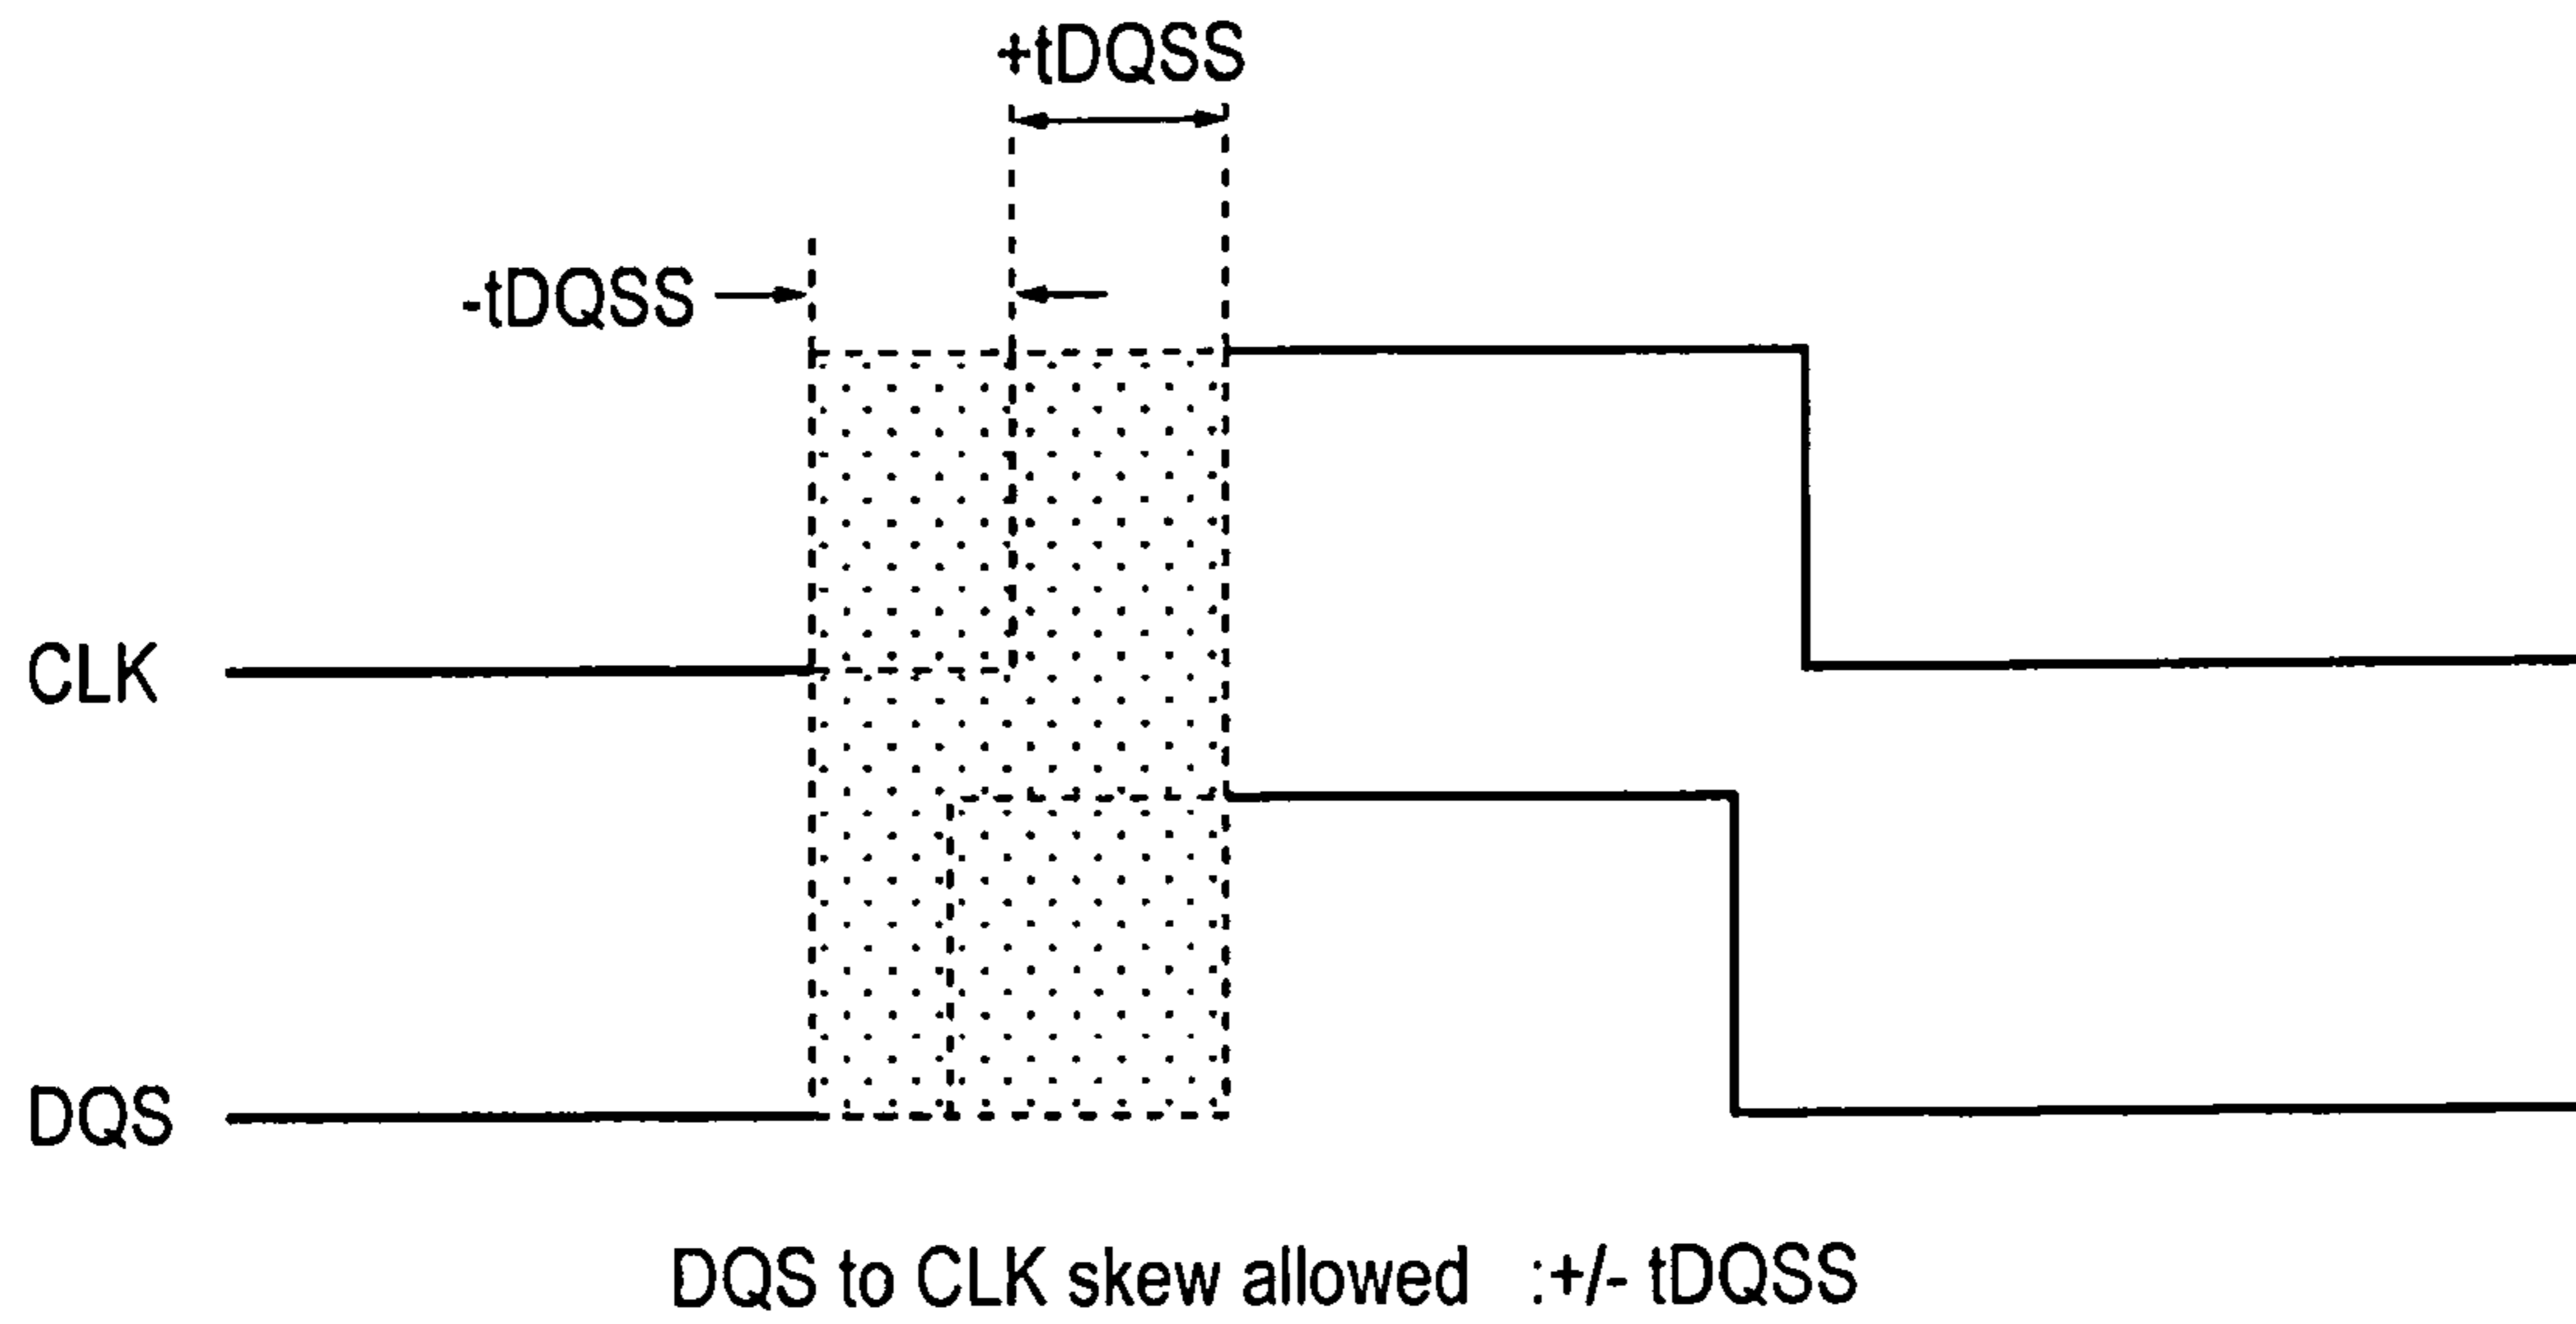 +tDQSS
-tDQSS
CLK
DQS
DQS to CLK skew allowed :+/- tDQSS